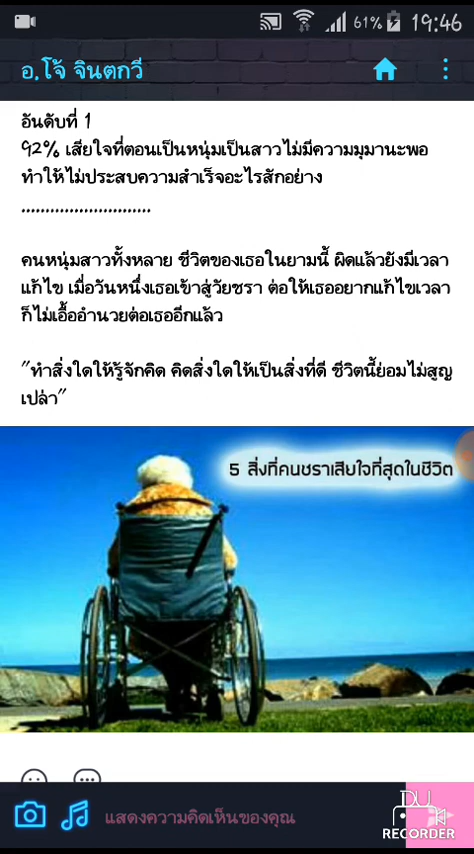 61% 19:46
อ.โจ้ จินตกวี
อันดับที่ 1
92% เสียใจที่ตอนเป็นหนุ่มเป็นสาวไม่มีความมุมานะพอ
ทำให้ไม่ประสบความสำเร็จอะไรสักอย่าง
...........................
คนหนุ่มสาวทั้งหลาย ชีวิตของเธอในยามนี้ ผิดแล้วยังมีเวลา
แก้ไข เมื่อวันหนึ่งเธอเข้าสู่วัยชรา ต่อให้เธออยากแก้ไขเวลา
ก็ไม่เอื้ออำนวยต่อเธออีกแล้ว
"ทำสิ่งใดให้รู้จักคิด คิดสิ่งใดให้เป็นสิ่งที่ดี ชีวิตนี้ย่อมไม่สูญ
เปล่า"
5 สิ่งที่คนชราเสียใจที่สุดในชีวิต
แสดงความคิดเห็นของคุณ
DU
RECORDER